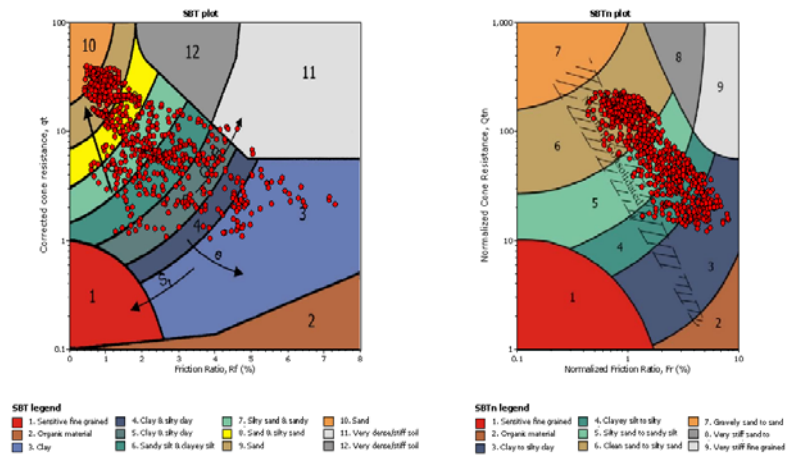 SBT plot
SBTn plot
100
10
12
11
10
3
4
1
S_t
e
1
2
0.1
0 1 2 3 4 5 6 7 8
Corrected cone resistance, qt
Friction Ratio, Rf (%)
1,000
7
8
9
100
6
5
10
4
3
1
2
1
0.1 1 10
Normalized Cone Resistance, Qtn
Normalized Friction Ratio, Fr (%)
SBT legend
1. Sensitive fine grained
2. Organic material
3. Clay
4. Clay & silty clay
5. Clay & silty clay
6. Sandy silt & clayey silt
7. Silty sand & sandy
8. Sand & silty sand
9. Sand
10. Sand
11. Very dense/stiff soil
12. Very dense/stiff soil
SBTn legend
1. Sensitive fine grained
2. Organic material
3. Clay to silty clay
4. Clayey silt to silty
5. Silty sand to sandy silt
6. Clean sand to silty sand
7. Gravely sand to sand
8. Very stiff sand to
9. Very stiff fine grained